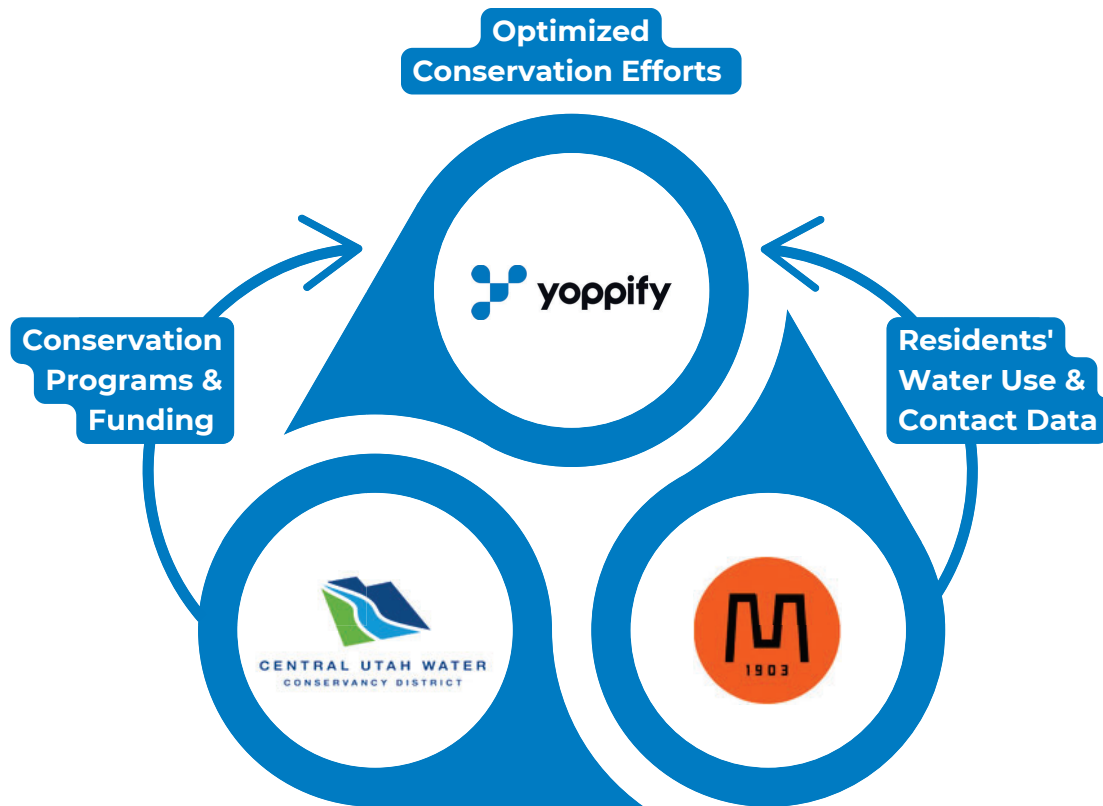 Optimized
Conservation Efforts
yoppify
Conservation
Programs &
Funding
Residents'
Water Use &
Contact Data
CENTRAL UTAH WATER
CONSERVANCY DISTRICT
M
1903